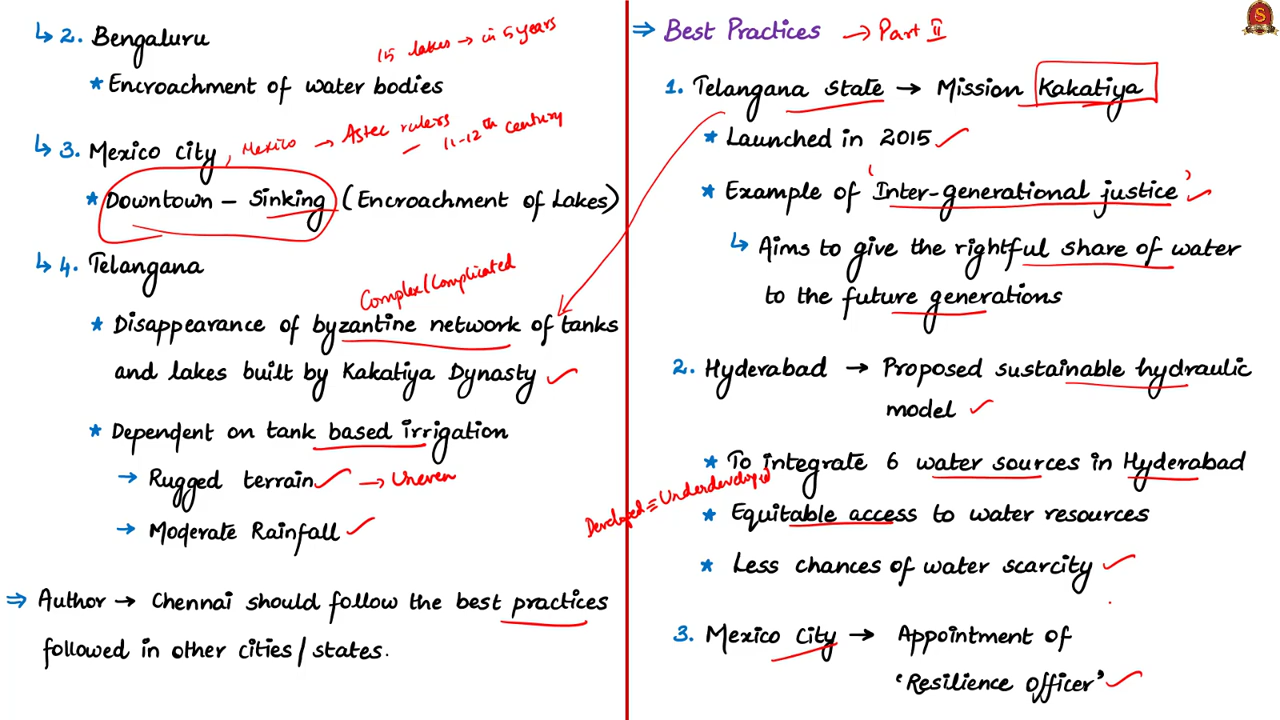 ↳ 2. Bengaluru
15 lakes → in 5 years
* Encroachment of water bodies
↳ 3. Mexico city, Mexico → Astec rulers
– 11-12th century
* Downtown – Sinking (Encroachment of Lakes)
↳ 4. Telangana
Complex/Complicated
* Disappearance of byzantine network of tanks
and lakes built by Kakatiya Dynasty ✓
* Dependent on tank based irrigation
→ Rugged terrain ✓ → Uneven
→ Moderate Rainfall ✓
⇒ Author → Chennai should follow the best practices
followed in other cities/states.
⇒ Best Practices → Part II
1. Telangana state → Mission Kakatiya
* Launched in 2015 ✓
* Example of 'Inter-generational justice' ✓
↳ Aims to give the rightful share of water
to the future generations
2. Hyderabad → Proposed sustainable hydraulic
model ✓
* To integrate 6 water sources in Hyderabad
Developed = Underdeveloped
* Equitable access to water resources
* Less chances of water scarcity ✓
3. Mexico City → Appointment of
'Resilience Officer' ✓
S